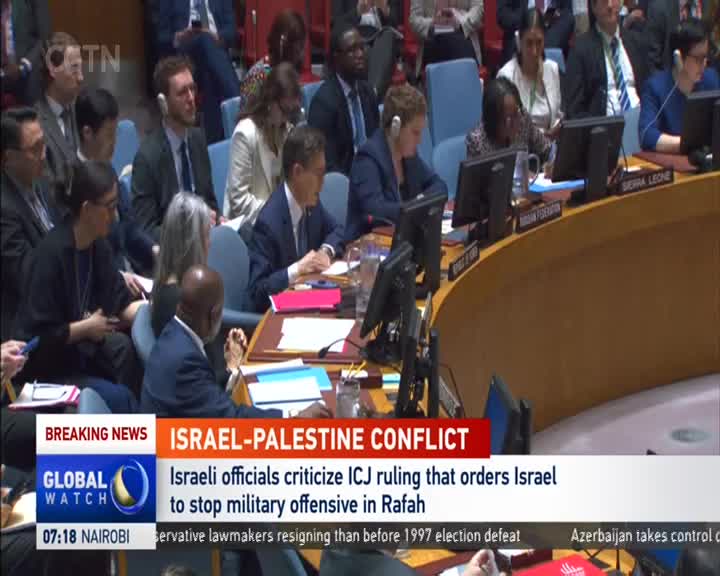 CGTN
SIERRA LEONE
RUSSIAN FEDERATION
BREAKING NEWS
ISRAEL-PALESTINE CONFLICT
GLOBAL
WATCH
Israeli officials criticize ICJ ruling that orders Israel
to stop military offensive in Rafah
07:18 NAIROBI
servative lawmakers resigning than before 1997 election defeat
Azerbaijan takes control o